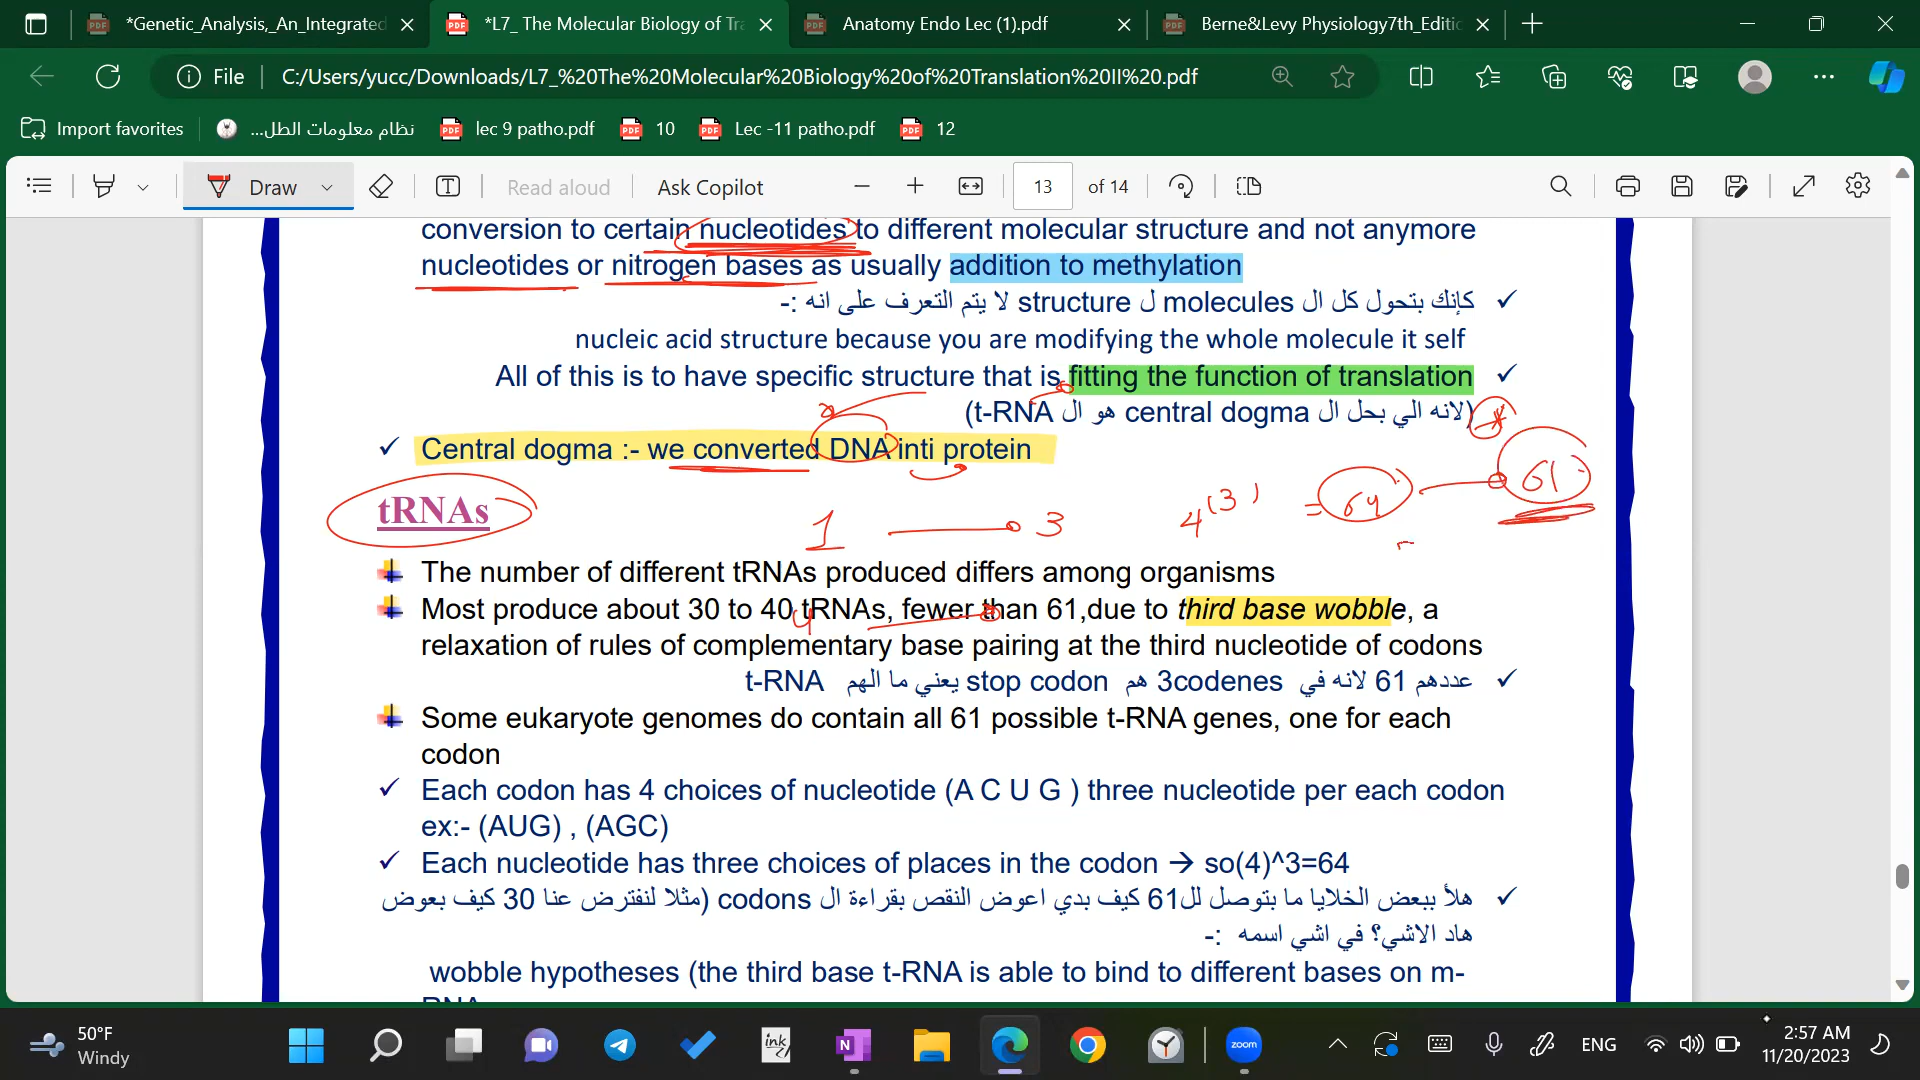 *Genetic_Analysis,_An_Integrated
*L7_ The Molecular Biology of Tra
Anatomy Endo Lec (1).pdf
Berne&Levy Physiology7th_Editic
File
C:/Users/yucc/Downloads/L7_%20The%20Molecular%20Biology%20of%20Translation%20II%20.pdf
Import favorites
نظام معلومات الطل...
lec 9 patho.pdf
10
Lec -11 patho.pdf
12
Draw
Read aloud
Ask Copilot
13
of 14
conversion to certain nucleotides to different molecular structure and not anymore
nucleotides or nitrogen bases as usually addition to methylation
كإنك بتحول كل ال molecules ل structure لا يتم التعرف على انه :-
nucleic acid structure because you are modifying the whole molecule it self
All of this is to have specific structure that is fitting the function of translation
(لانه الي بحل ال central dogma هو ال t-RNA)
Central dogma :- we converted DNA inti protein
61
4(3) = 64
tRNAs
1 3
The number of different tRNAs produced differs among organisms
Most produce about 30 to 40 tRNAs, fewer than 61,due to third base wobble, a
4
relaxation of rules of complementary base pairing at the third nucleotide of codons
عددهم 61 لانه في 3codenes هم stop codon يعني ما الهم t-RNA
Some eukaryote genomes do contain all 61 possible t-RNA genes, one for each
codon
Each codon has 4 choices of nucleotide (A C U G ) three nucleotide per each codon
ex:- (AUG) , (AGC)
Each nucleotide has three choices of places in the codon → so(4)^3=64
هلأ ببعض الخلايا ما بتوصل لل61 كيف بدي اعوض النقص بقراءة ال codons (مثلا لنفترض عنا 30 كيف بعوض
هاد الاشي؟ في اشي اسمه :-
wobble hypotheses (the third base t-RNA is able to bind to different bases on m-
RNA
50°F
Windy
ink
zoom
ENG
2:57 AM
11/20/2023